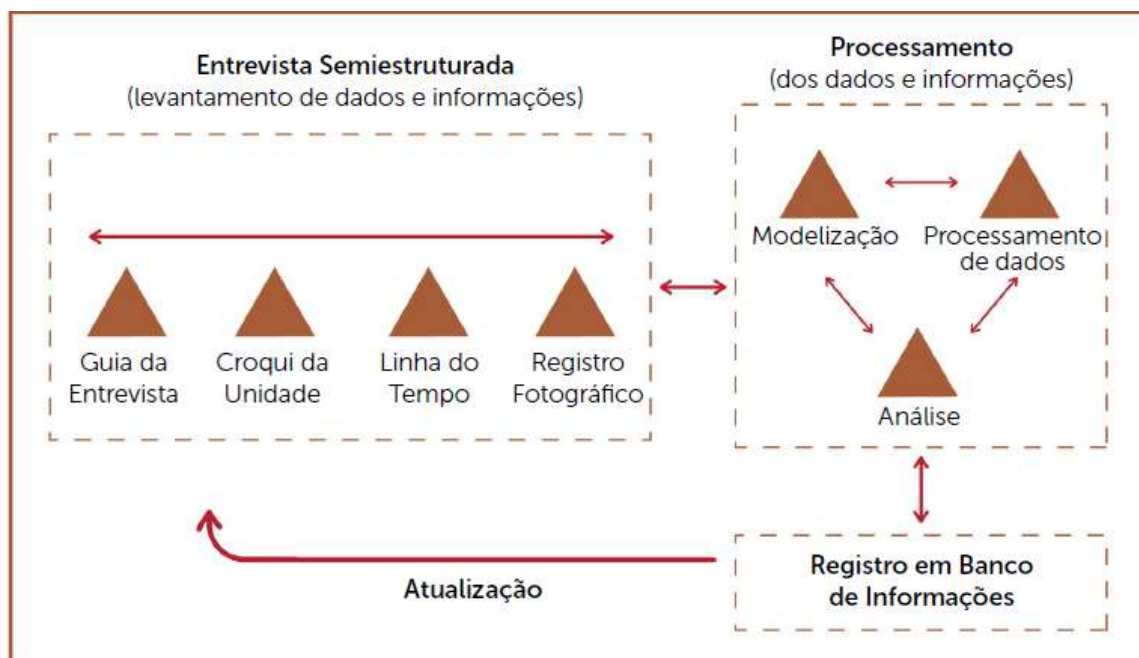 Entrevista Semiestruturada
(levantamento de dados e informações)
Guia da
Entrevista
Croqui da
Unidade
Linha do
Tempo
Registro
Fotográfico
Processamento
(dos dados e informações)
Modelização
Processamento
de dados
Análise
Registro em Banco
de Informações
Atualização